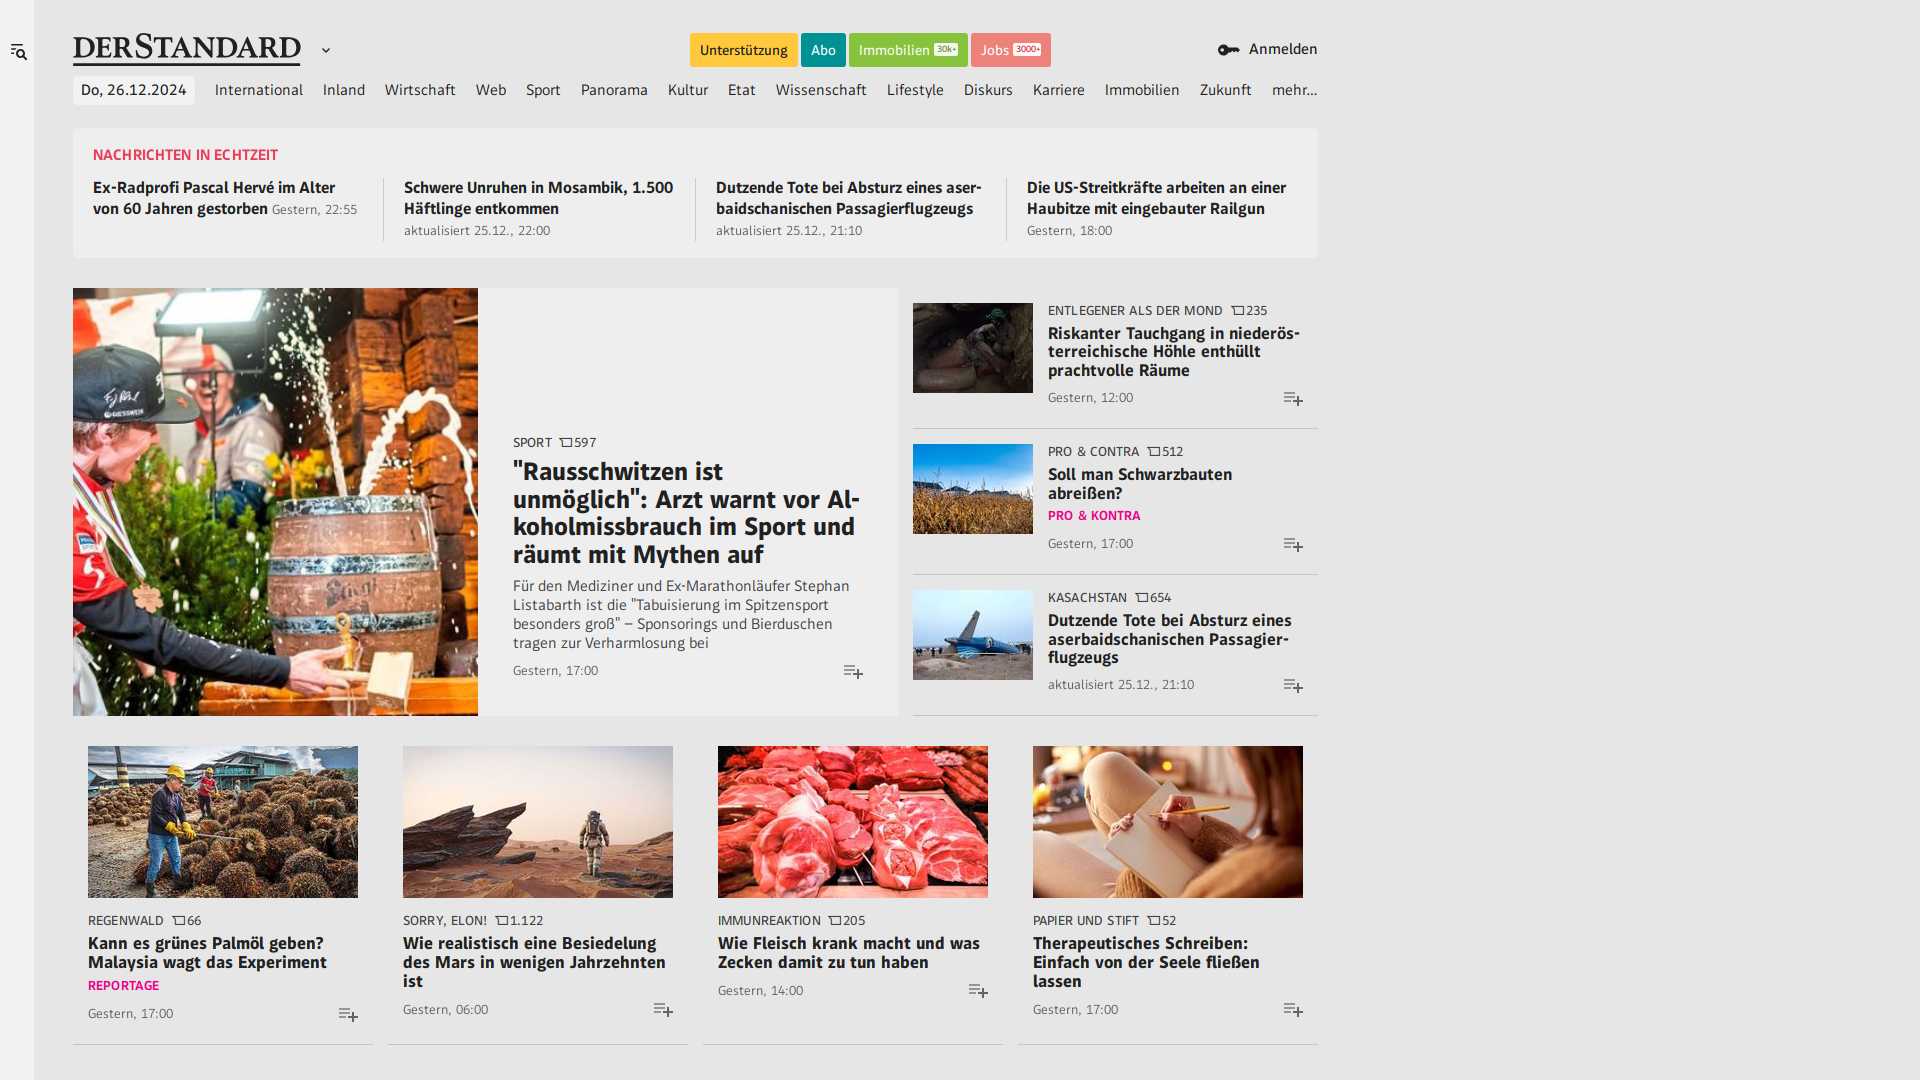 DERSTANDARD
Unterstützung
Abo
Immobilien 30k+
Jobs 3000+
Anmelden
Do, 26.12.2024
International
Inland
Wirtschaft
Web
Sport
Panorama
Kultur
Etat
Wissenschaft
Lifestyle
Diskurs
Karriere
Immobilien
Zukunft
mehr...
NACHRICHTEN IN ECHTZEIT
Ex-Radprofi Pascal Hervé im Alter
von 60 Jahren gestorben Gestern, 22:55
Schwere Unruhen in Mosambik, 1.500
Häftlinge entkommen
aktualisiert 25.12., 22:00
Dutzende Tote bei Absturz eines aser-
baidschanischen Passagierflugzeugs
aktualisiert 25.12., 21:10
Die US-Streitkräfte arbeiten an einer
Haubitze mit eingebauter Railgun
Gestern, 18:00
SPORT 597
"Rausschwitzen ist
unmöglich": Arzt warnt vor Al-
koholmissbrauch im Sport und
räumt mit Mythen auf
Für den Mediziner und Ex-Marathonläufer Stephan
Listabarth ist die "Tabuisierung im Spitzensport
besonders groß" – Sponsorings und Bierduschen
tragen zur Verharmlosung bei
Gestern, 17:00
ENTLEGENER ALS DER MOND 235
Riskanter Tauchgang in niederös-
terreichische Höhle enthüllt
prachtvolle Räume
Gestern, 12:00
PRO & CONTRA 512
Soll man Schwarzbauten
abreißen?
PRO & KONTRA
Gestern, 17:00
KASACHSTAN 654
Dutzende Tote bei Absturz eines
aserbaidschanischen Passagier-
flugzeugs
aktualisiert 25.12., 21:10
REGENWALD 66
Kann es grünes Palmöl geben?
Malaysia wagt das Experiment
REPORTAGE
Gestern, 17:00
SORRY, ELON! 1.122
Wie realistisch eine Besiedelung
des Mars in wenigen Jahrzehnten
ist
Gestern, 06:00
IMMUNREAKTION 205
Wie Fleisch krank macht und was
Zecken damit zu tun haben
Gestern, 14:00
PAPIER UND STIFT 52
Therapeutisches Schreiben:
Einfach von der Seele fließen
lassen
Gestern, 17:00